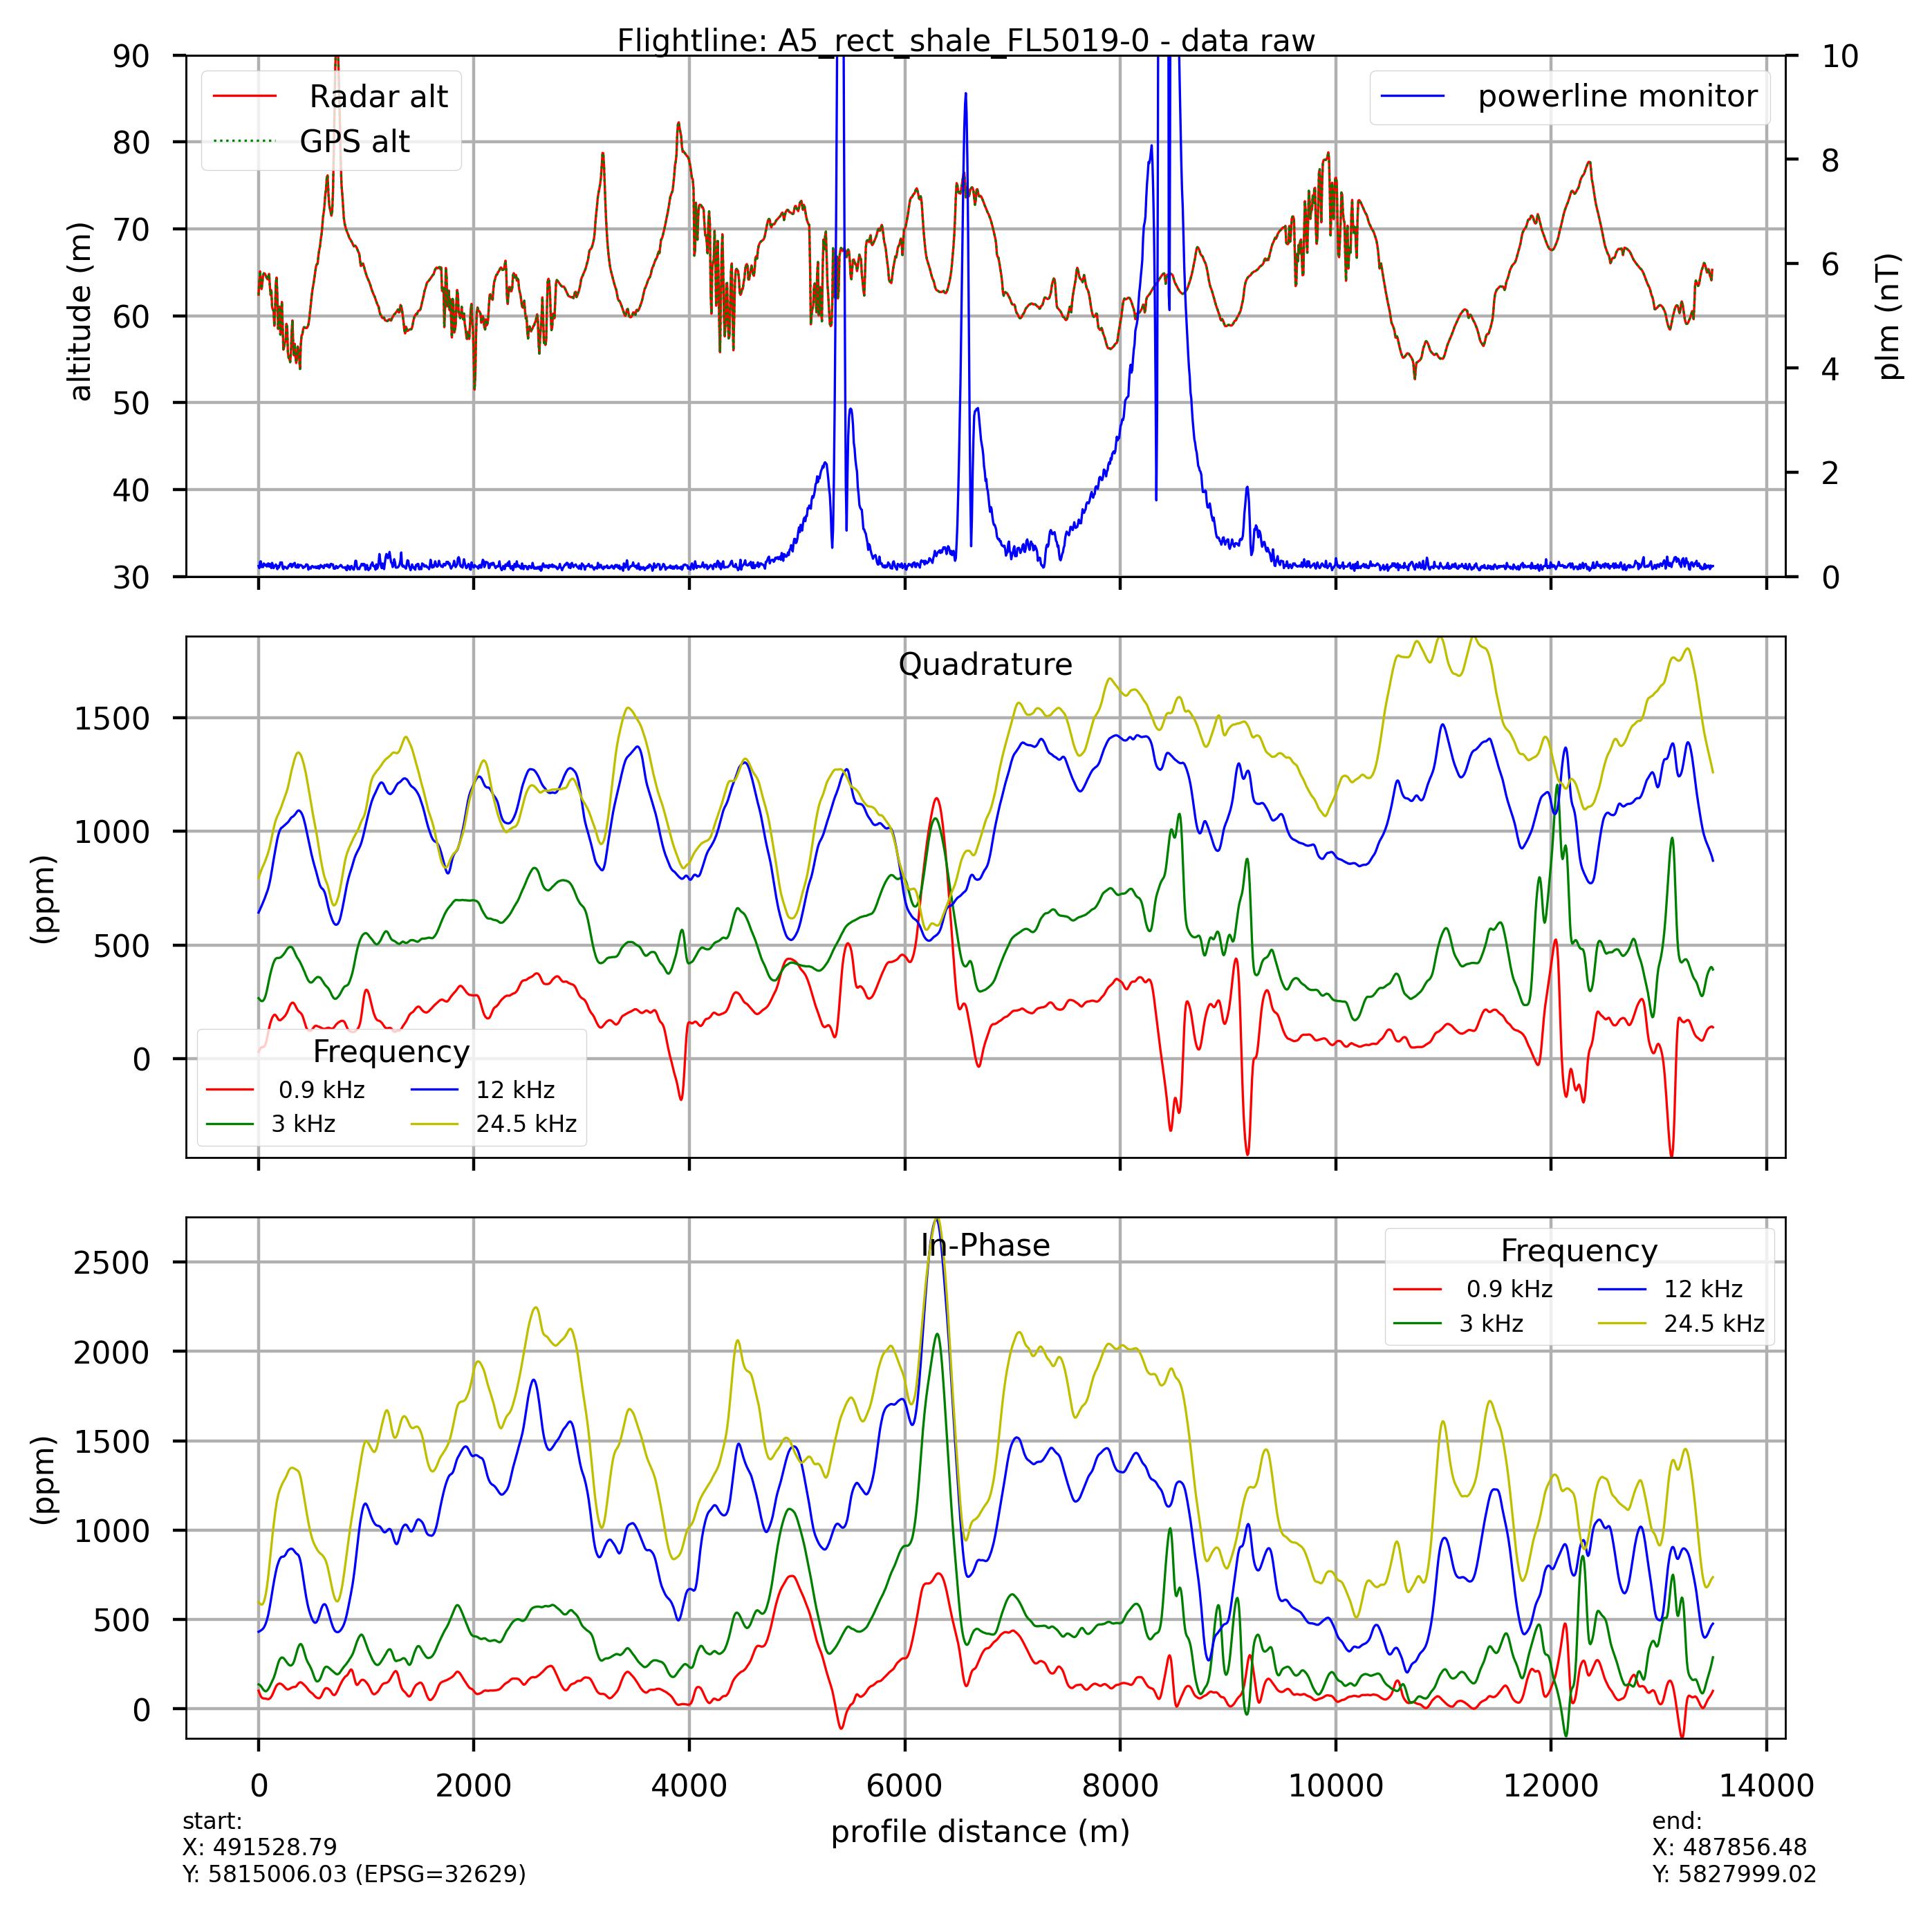 Flightline: A5_rect_shale_FL5019-0 - data raw
90
80
70
60
50
40
30
altitude (m)
Radar alt
GPS alt
powerline monitor
10
8
6
4
2
0
plm (nT)
Quadrature
1500
1000
500
0
(ppm)
Frequency
0.9 kHz 12 kHz
3 kHz 24.5 kHz
In-Phase
2500
2000
1500
1000
500
0
(ppm)
Frequency
0.9 kHz 12 kHz
3 kHz 24.5 kHz
0 2000 4000 6000 8000 10000 12000 14000
profile distance (m)
start:
X: 491528.79
Y: 5815006.03 (EPSG=32629)
end:
X: 487856.48
Y: 5827999.02